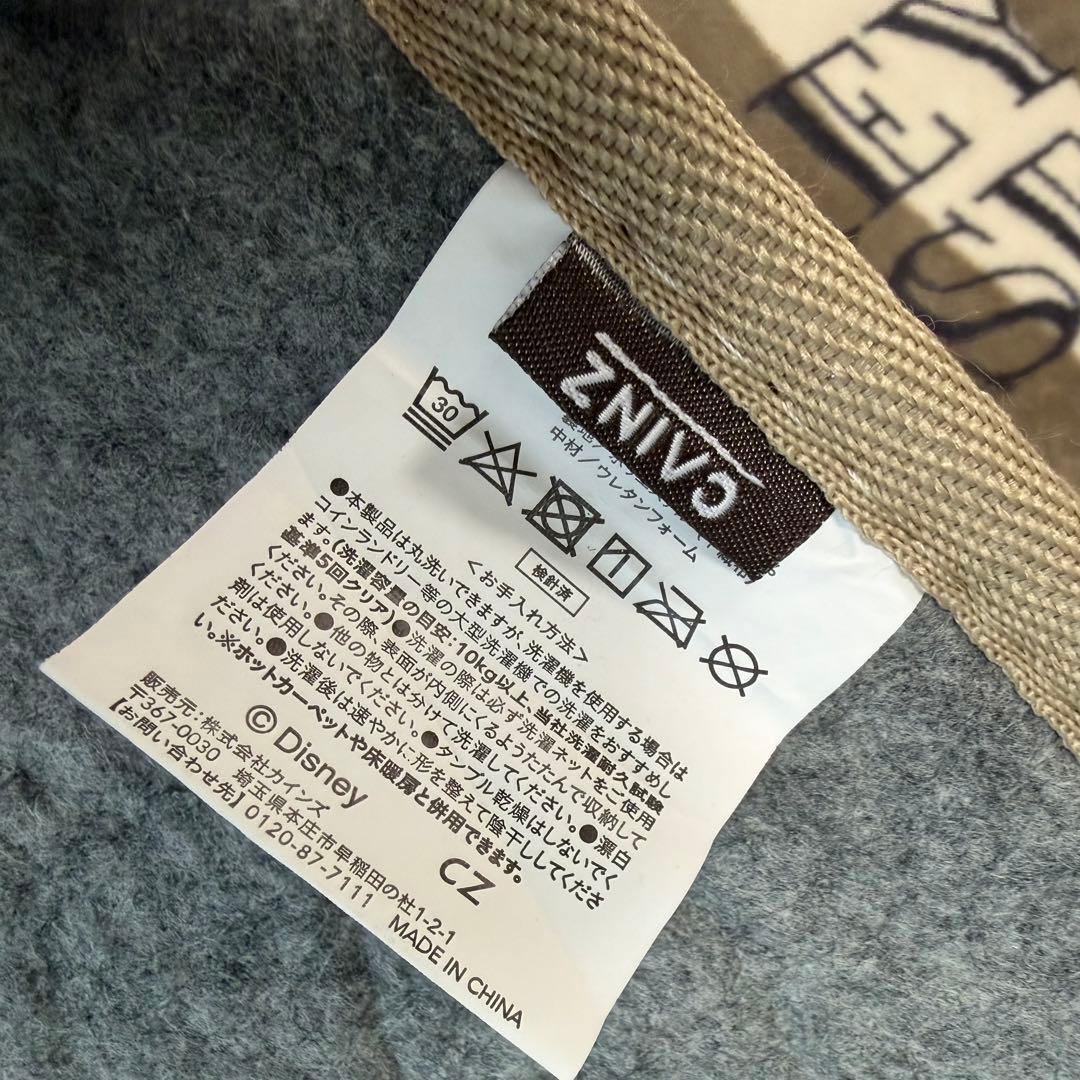 YE
ES
CAINZ
中材/ウレタンフォーム
30
検針済
<お手入れ方法>
●本製品は丸洗いできますが、洗濯機を使用する場合は
コインランドリー等の大型洗濯機での洗濯をおすすめし
ます。(洗濯容量の目安:10kg以上、当社洗濯耐久試験
基準5回クリア)●洗濯の際は必ず洗濯ネットをご使用
ください。その際、表面が内側にくるようたたんで収納して
ください。●他の物とは分けて洗濯してください。●漂白
剤は使用しないでください。●タンブル乾燥はしないでく
ださい。●洗濯後は速やかに形を整えて陰干ししてくださ
い。※ホットカーペットや床暖房と併用できます。
© Disney
CZ
販売元:株式会社カインズ
〒367-0030 埼玉県本庄市早稲田の杜1-2-1
【お問い合わせ先】0120-87-7111
MADE IN CHINA